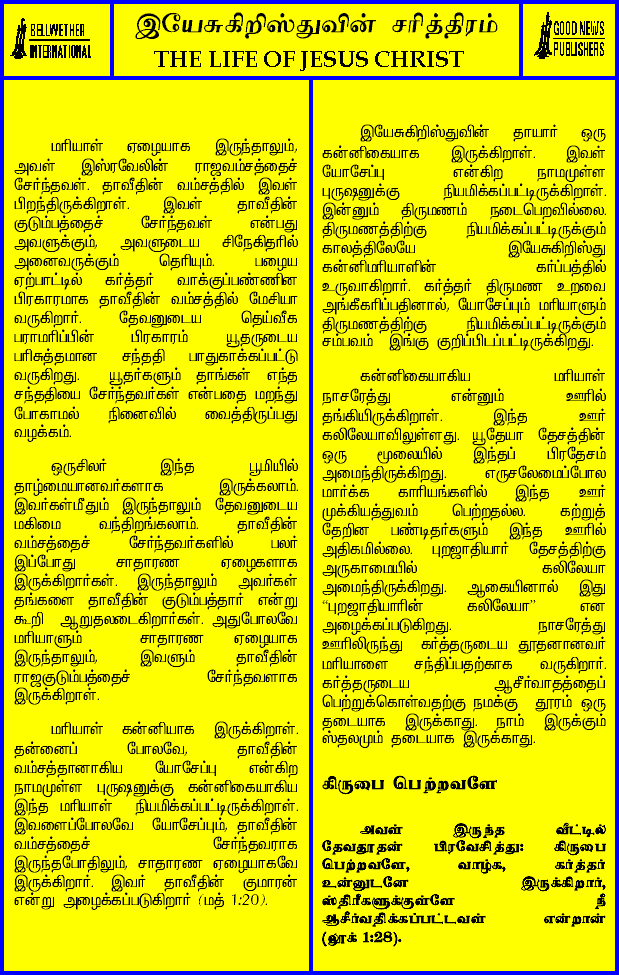 BELLWETHER
INTERNATIONAL
இயேசுகிறிஸ்துவின் சரித்திரம்
THE LIFE OF JESUS CHRIST
GOOD NEWS
PUBLISHERS
மரியாள் ஏழையாக இருந்தாலும்,
அவள் இஸ்ரவேலின் ராஜவம்சத்தைச்
சேர்ந்தவள். தாவீதின் வம்சத்தில் இவள்
பிறந்திருக்கிறாள். இவள் தாவீதின்
குடும்பத்தைச் சேர்ந்தவள் என்பது
அவளுக்கும், அவளுடைய சிநேகிதரில்
அனைவருக்கும் தெரியும். பழைய
ஏற்பாட்டில் கர்த்தர் வாக்குப்பண்ணின
பிரகாரமாக தாவீதின் வம்சத்தில் மேசியா
வருகிறார். தேவனுடைய தெய்வீக
பராமரிப்பின் பிரகாரம் யூதருடைய
பரிசுத்தமான சந்ததி பாதுகாக்கப்பட்டு
வருகிறது. யூதர்களும் தாங்கள் எந்த
சந்ததியை சேர்ந்தவர்கள் என்பதை மறந்து
போகாமல் நினைவில் வைத்திருப்பது
வழக்கம்.
ஒருசிலர் இந்த பூமியில்
தாழ்மையானவர்களாக இருக்கலாம்.
இவர்கள்மீதும் இருந்தாலும் தேவனுடைய
மகிமை வந்திறங்கலாம். தாவீதின்
வம்சத்தைச் சேர்ந்தவர்களில் பலர்
இப்போது சாதாரண ஏழைகளாக
இருக்கிறார்கள். இருந்தாலும் அவர்கள்
தங்களை தாவீதின் குடும்பத்தார் என்று
கூறி ஆறுதலடைகிறார்கள். அதுபோலவே
மரியாளும் சாதாரண ஏழையாக
இருந்தாலும், இவளும் தாவீதின்
ராஜகுடும்பத்தைச் சேர்ந்தவளாக
இருக்கிறாள்.
மரியாள் கன்னியாக இருக்கிறாள்.
தன்னைப் போலவே, தாவீதின்
வம்சத்தானாகிய யோசேப்பு என்கிற
நாமமுள்ள புருஷனுக்கு கன்னிகையாகிய
இந்த மரியாள் நியமிக்கப்பட்டிருக்கிறாள்.
இவளைப்போலவே யோசேப்பும், தாவீதின்
வம்சத்தைச் சேர்ந்தவராக
இருந்தபோதிலும், சாதாரண ஏழையாகவே
இருக்கிறார். இவர் தாவீதின் குமாரன்
என்று அழைக்கப்படுகிறார் (மத் 1:20).
இயேசுகிறிஸ்துவின் தாயார் ஒரு
கன்னிகையாக இருக்கிறாள். இவள்
யோசேப்பு என்கிற நாமமுள்ள
புருஷனுக்கு நியமிக்கப்பட்டிருக்கிறாள்.
இன்னும் திருமணம் நடைபெறவில்லை.
திருமணத்திற்கு நியமிக்கப்பட்டிருக்கும்
காலத்திலேயே இயேசுகிறிஸ்து
கன்னிமரியாளின் கர்ப்பத்தில்
உருவாகிறார். கர்த்தர் திருமண உறவை
அங்கீகரிப்பதினால், யோசேப்பும் மரியாளும்
திருமணத்திற்கு நியமிக்கப்பட்டிருக்கும்
சம்பவம் இங்கு குறிப்பிடப்பட்டிருக்கிறது.
கன்னிகையாகிய மரியாள்
நாசரேத்து என்னும் ஊரில்
தங்கியிருக்கிறாள். இந்த ஊர்
கலிலேயாவிலுள்ளது. யூதேயா தேசத்தின்
ஒரு மூலையில் இந்தப் பிரதேசம்
அமைந்திருக்கிறது. எருசலேமைப்போல
மார்க்க காரியங்களில் இந்த ஊர்
முக்கியத்துவம் பெற்றதல்ல. கற்றுத்
தேறின பண்டிதர்களும் இந்த ஊரில்
அதிகமில்லை. புறஜாதியார் தேசத்திற்கு
அருகாமையில் கலிலேயா
அமைந்திருக்கிறது. ஆகையினால் இது
“புறஜாதியாரின் கலிலேயா” என
அழைக்கப்படுகிறது. நாசரேத்து
ஊரிலிருந்து கர்த்தருடைய தூதனானவர்
மரியாளை சந்திப்பதற்காக வருகிறார்.
கர்த்தருடைய ஆசீர்வாதத்தைப்
பெற்றுக்கொள்வதற்கு நமக்கு தூரம் ஒரு
தடையாக இருக்காது. நாம் இருக்கும்
ஸ்தலமும் தடையாக இருக்காது.
கிருபை பெற்றவளே
அவள் இருந்த வீட்டில்
தேவதூதன் பிரவேசித்து: கிருபை
பெற்றவளே, வாழ்க, கர்த்தர்
உன்னுடனே இருக்கிறார்,
ஸ்திரீகளுக்குள்ளே நீ
ஆசீர்வதிக்கப்பட்டவள் என்றான்
(லூக் 1:28).